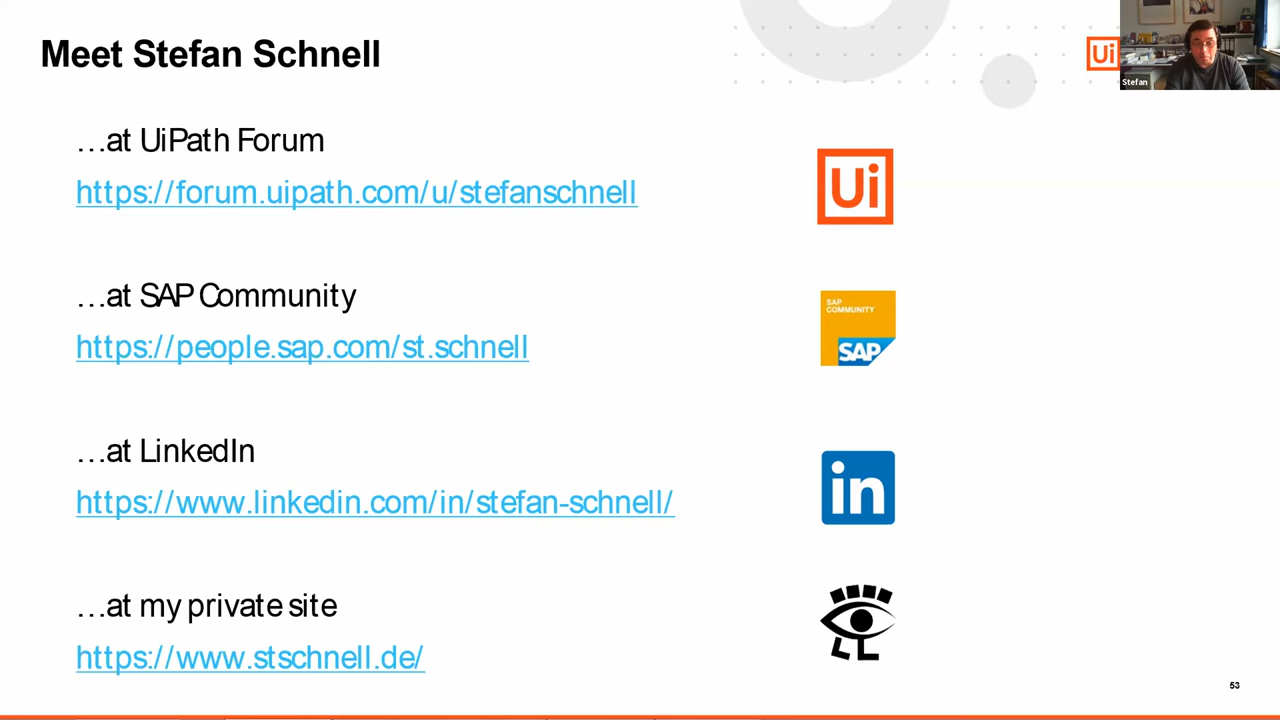 Meet Stefan Schnell
Ui
Stefan
...at UiPath Forum
https://forum.uipath.com/u/stefanschnell
Ui
...at SAP Community
https://people.sap.com/st.schnell
SAP
COMMUNITY
SAP
...at LinkedIn
https://www.linkedin.com/in/stefan-schnell/
in
...at my private site
https://www.stschnell.de/
53